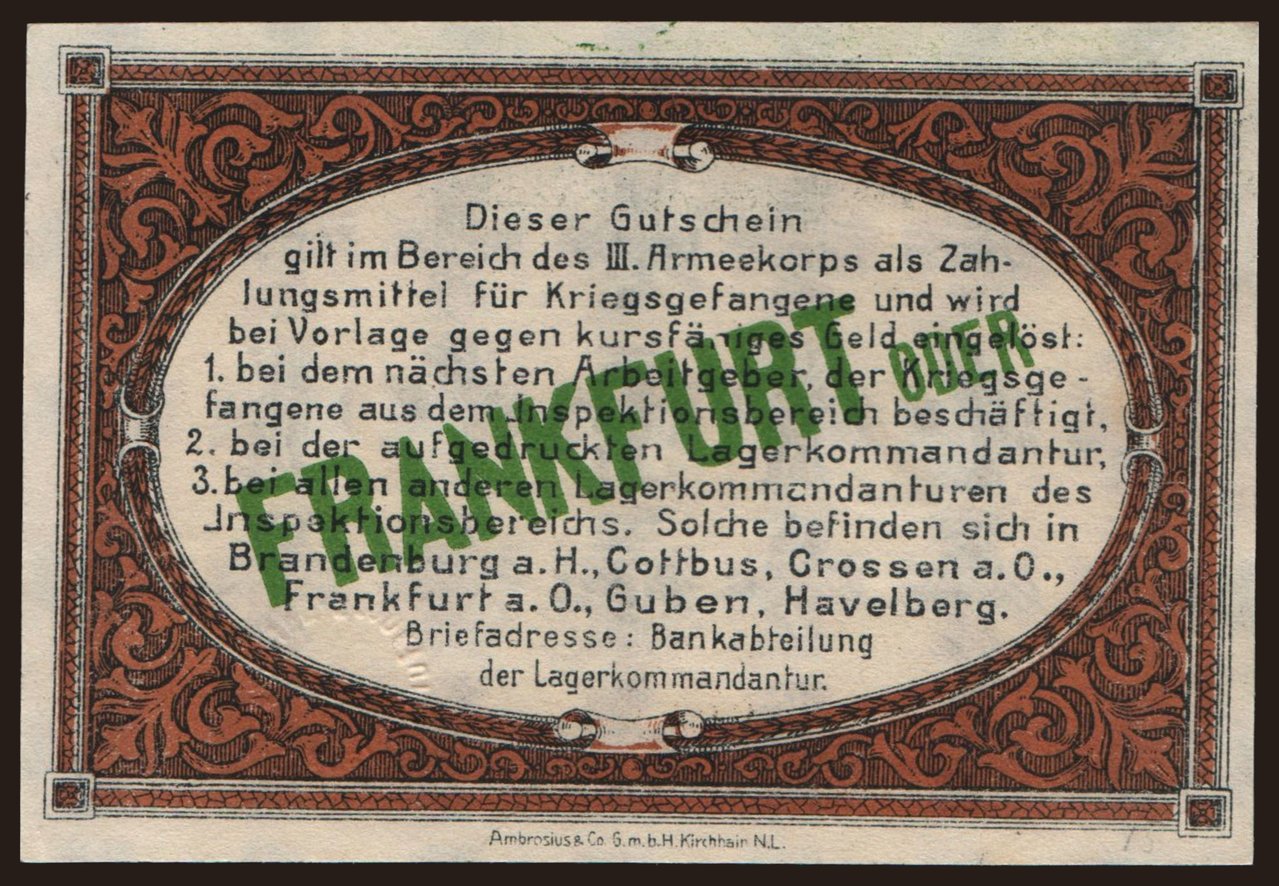 Dieser Gutschein
gilt im Bereich des III. Armeekorps als Zah-
lungsmittel für Kriegsgefangene und wird
bei Vorlage gegen kursfähiges Geld eingelöst:
1. bei dem nächsten Arbeitgeber, der Kriegsge-
fangene aus dem Inspektionsbereich beschäftigt,
2. bei der aufgedruckten Lagerkommandantur,
3. bei allen anderen Lagerkommandanturen des
Inspektionsbereichs. Solche befinden sich in
Brandenburg a. H., Cottbus, Crossen a. O.,
Frankfurt a. O., Guben, Havelberg.
Briefadresse: Bankabteilung
der Lagerkommandantur.
FRANKFURT ODER
Ambrosius & Co. G.m.b.H. Kirchhain N.L.